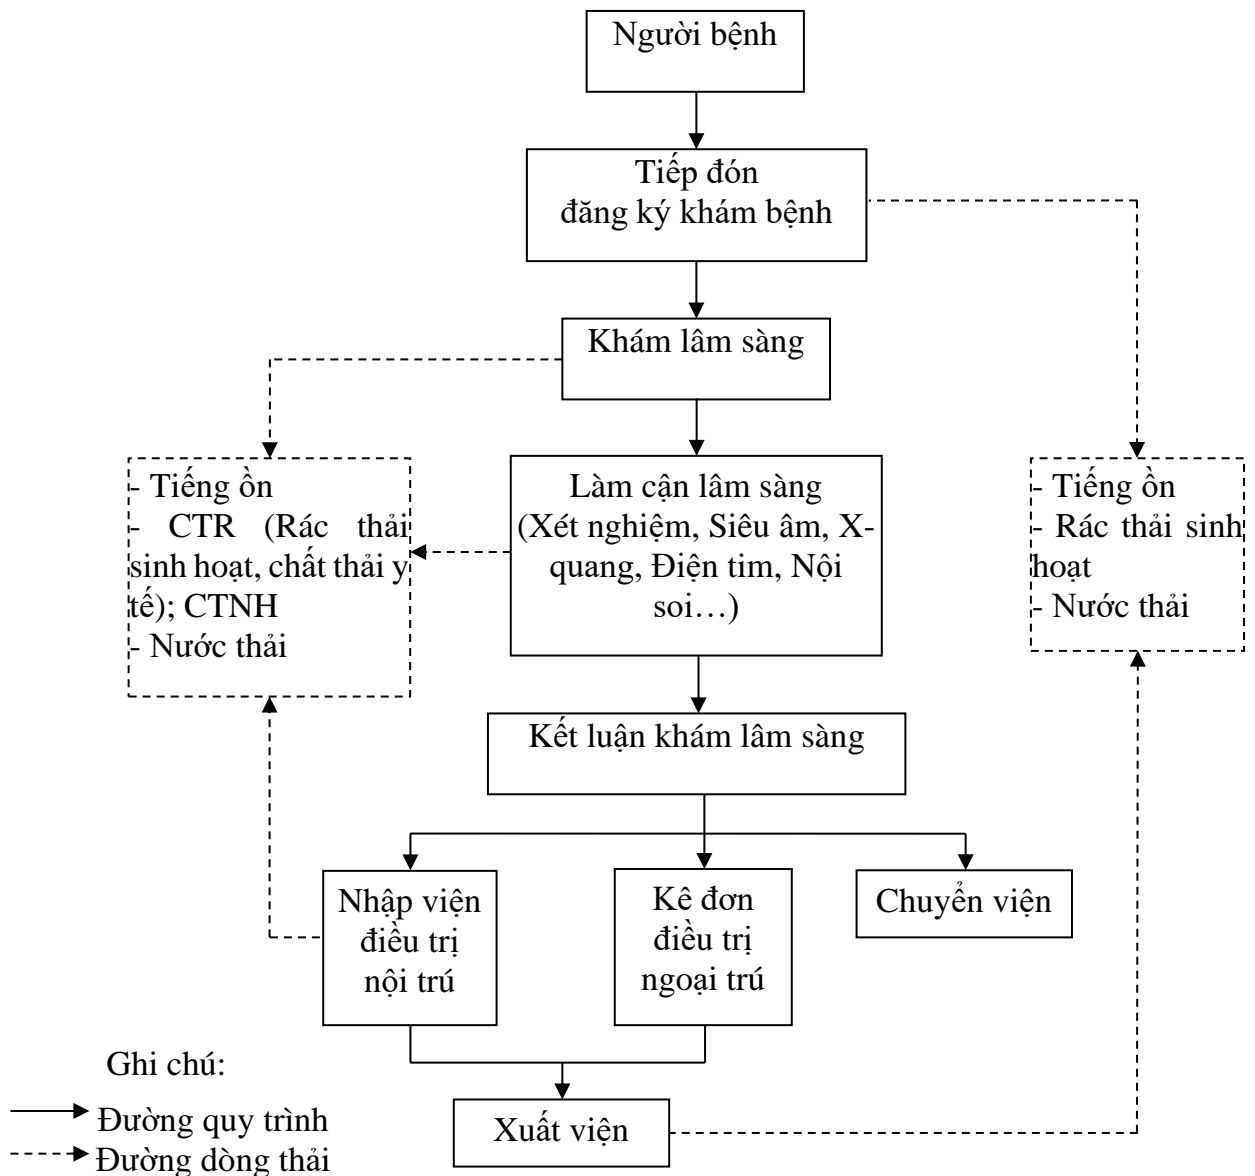 Người bệnh
Tiếp đón
đăng ký khám bệnh
Khám lâm sàng
- Tiếng ồn
- CTR (Rác thải
sinh hoạt, chất thải y
tế); CTNH
- Nước thải
Làm cận lâm sàng
(Xét nghiệm, Siêu âm, X-
quang, Điện tim, Nội
soi…)
- Tiếng ồn
- Rác thải sinh
hoạt
- Nước thải
Kết luận khám lâm sàng
Nhập viện
điều trị
nội trú
Kê đơn
điều trị
ngoại trú
Chuyển viện
Xuất viện
Ghi chú:
Đường quy trình
Đường dòng thải